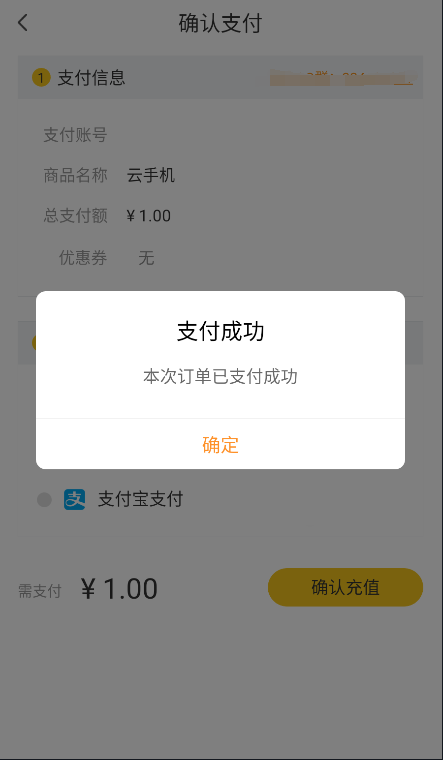 确认支付
1 支付信息
支付账号
商品名称 云手机
总支付额 ¥ 1.00
优惠券 无
支付成功
本次订单已支付成功
确定
支付宝支付
需支付 ¥ 1.00 确认充值